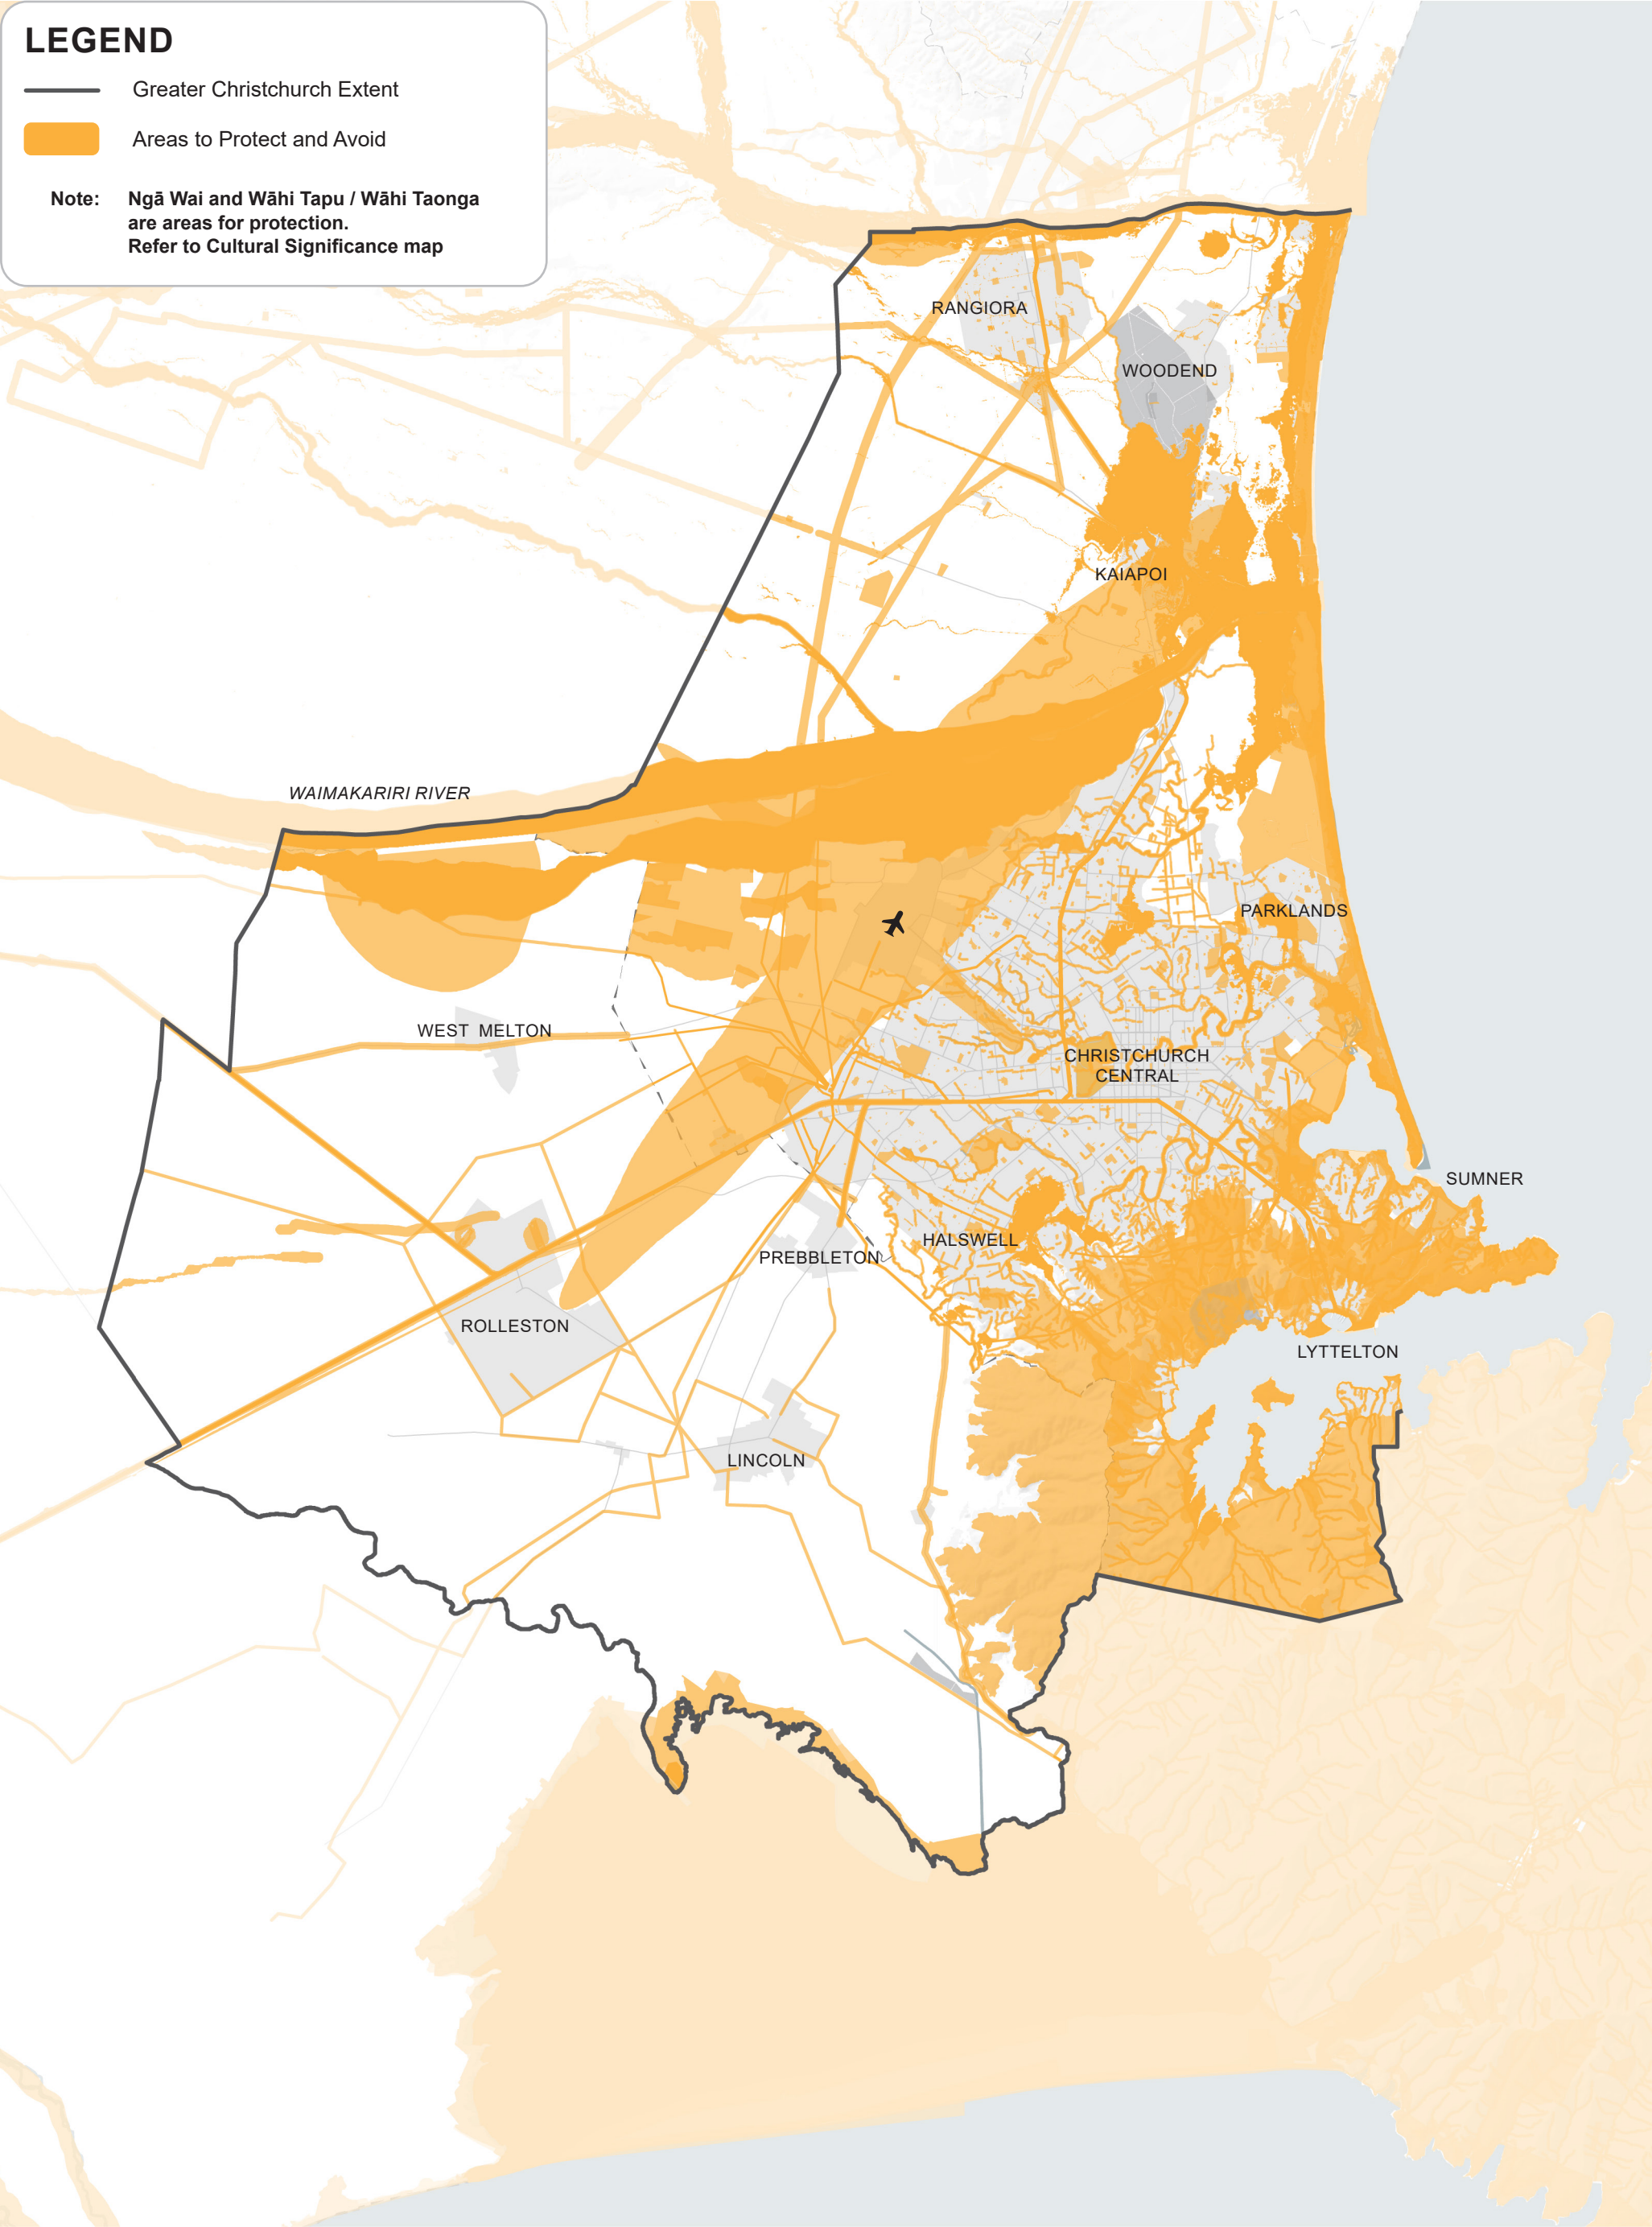 LEGEND
Greater Christchurch Extent
Areas to Protect and Avoid
Note: Ngā Wai and Wāhi Tapu / Wāhi Taonga
are areas for protection.
Refer to Cultural Significance map
RANGIORA
WOODEND
KAIAPOI
WAIMAKARIRI RIVER
PARKLANDS
WEST MELTON
CHRISTCHURCH
CENTRAL
SUMNER
HALSWELL
PREBBLETON
ROLLESTON
LYTTELTON
LINCOLN